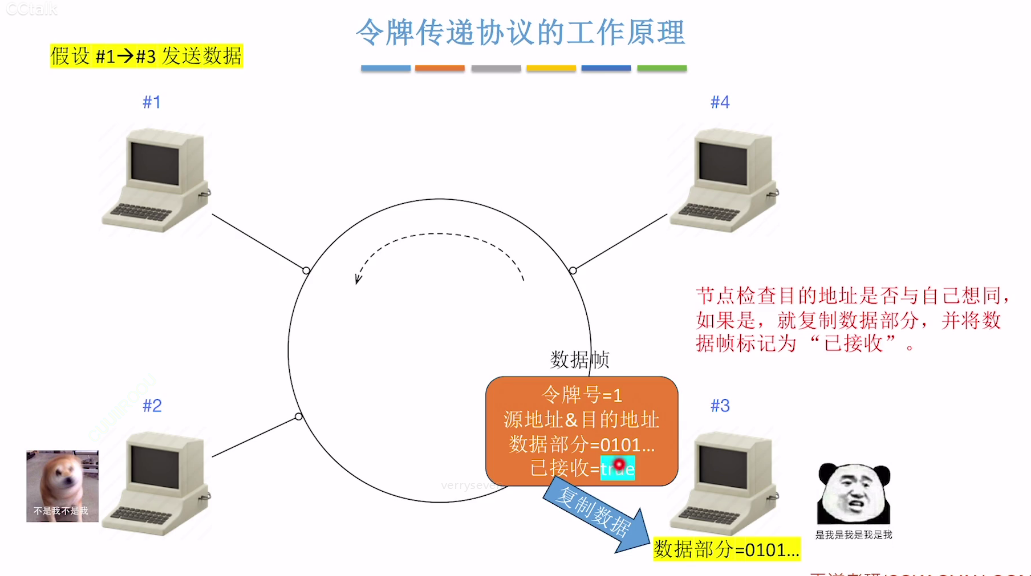 CCtalk
令牌传递协议的工作原理
假设 #1→#3 发送数据
#1
#4
节点检查目的地址是否与自己想同，
如果是，就复制数据部分，并将数
据帧标记为“已接收”。
数据帧
令牌号=1
源地址&目的地址
数据部分=0101...
已接收=true
#2
#3
不是我不是我
复制数据
是我是我是我是我
数据部分=0101...